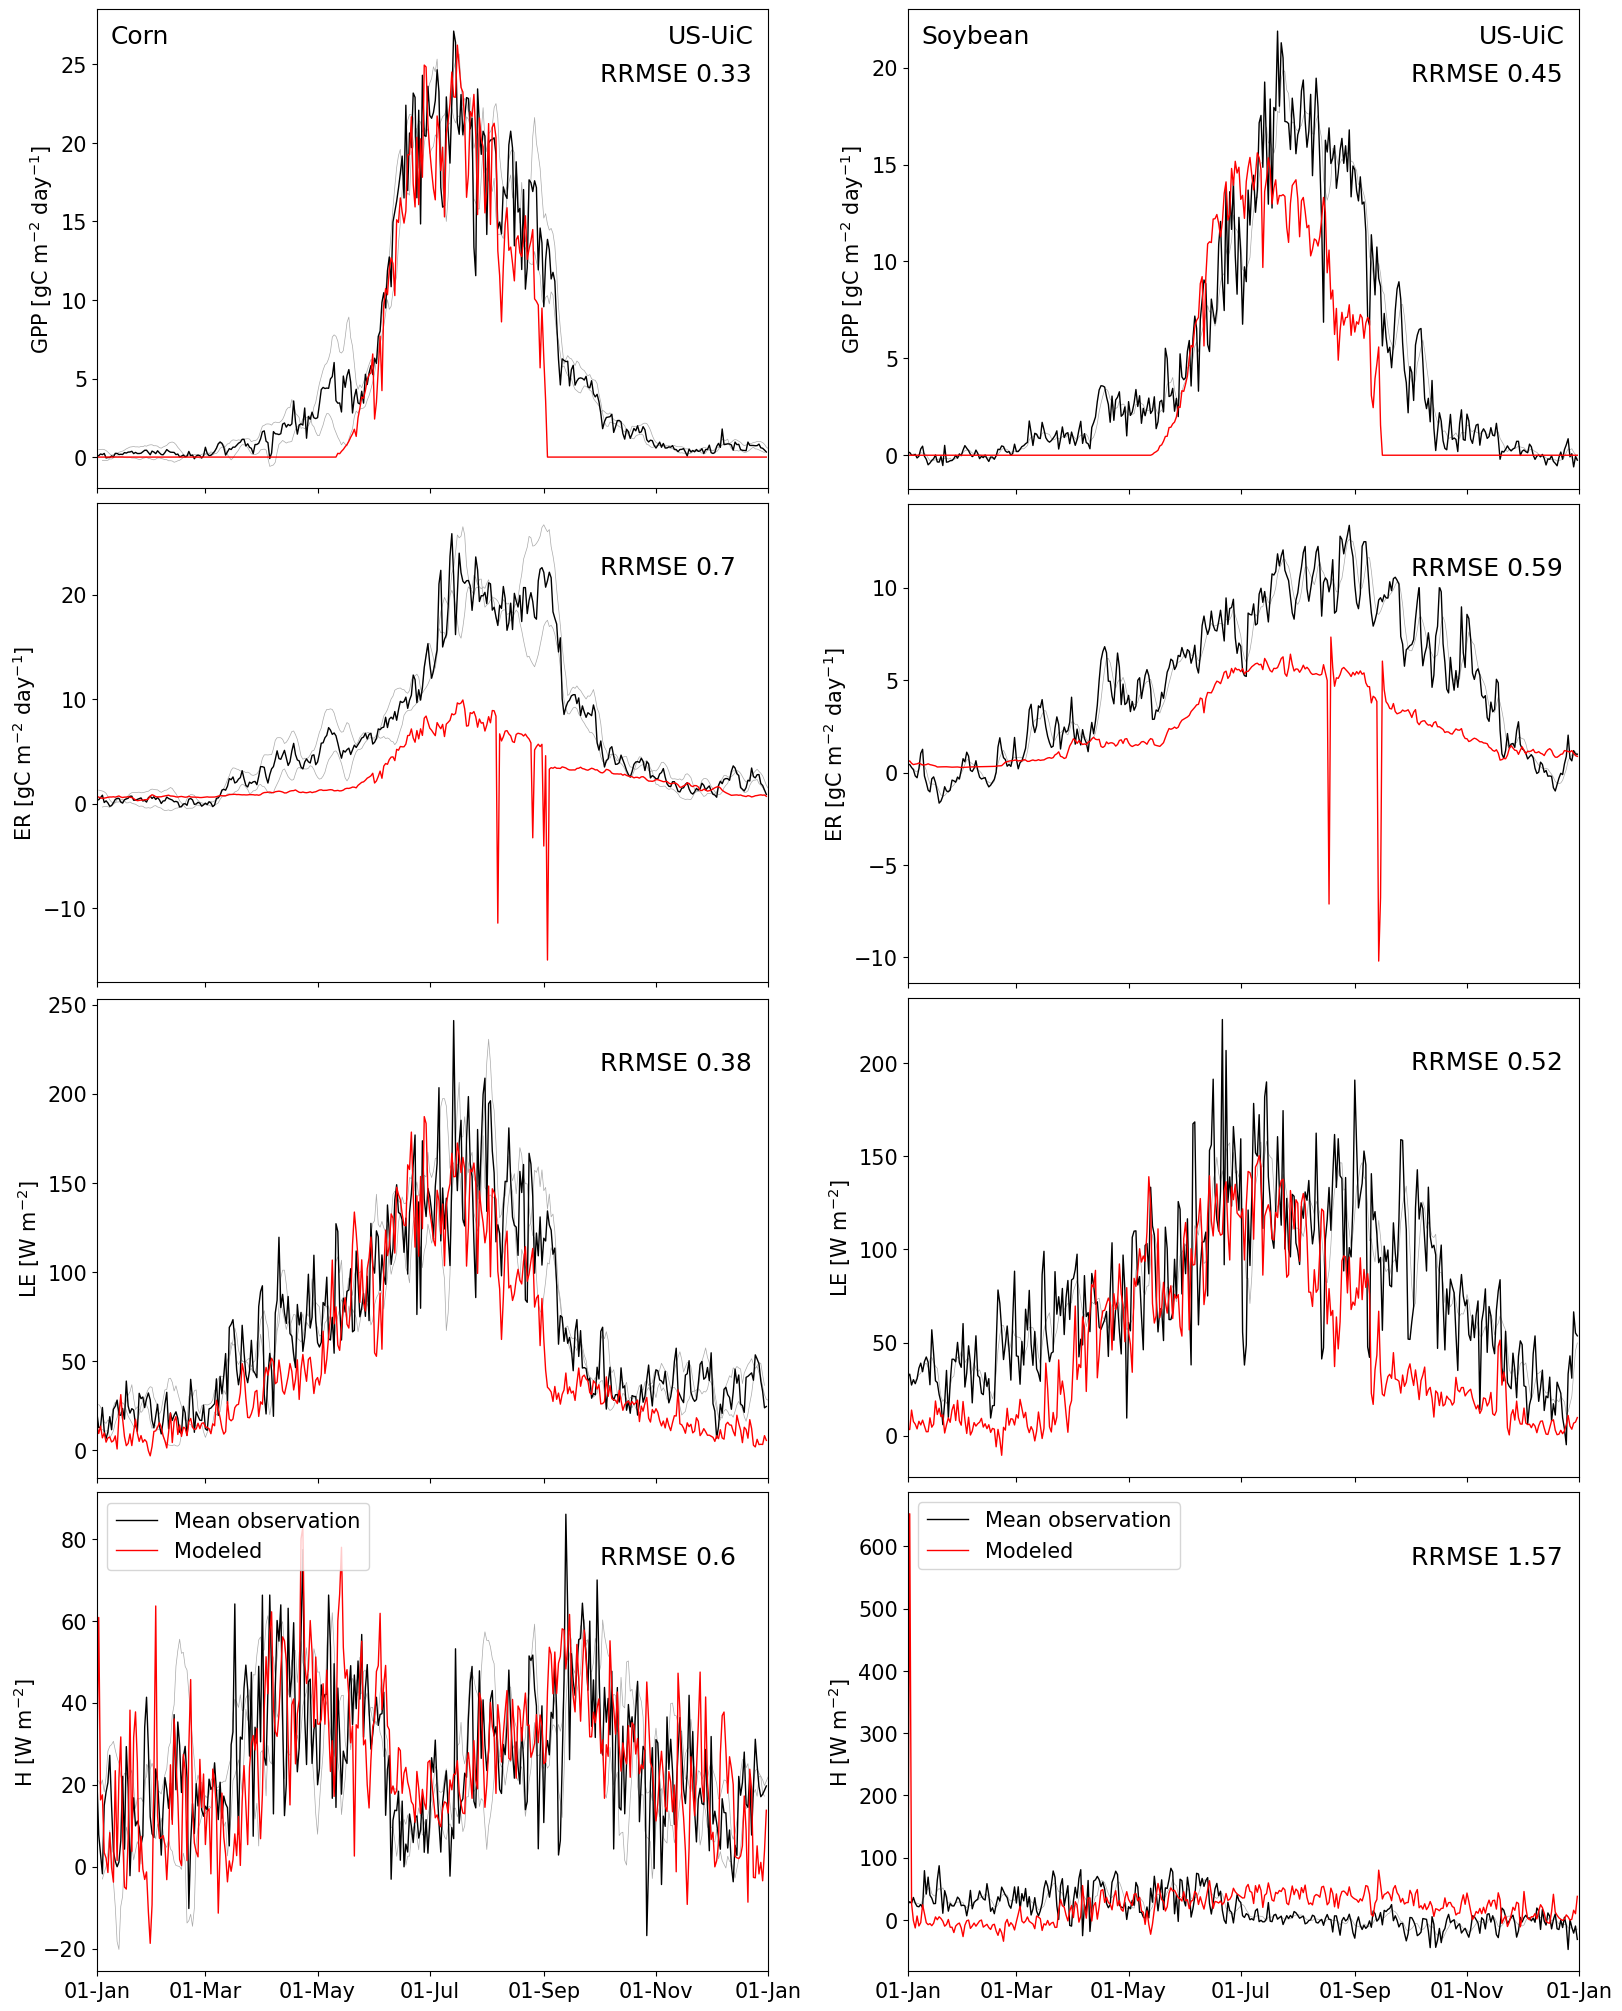 Corn
US-UiC
RRMSE 0.33
GPP [gC m⁻² day⁻¹]
25
20
15
10
5
0
Soybean
US-UiC
RRMSE 0.45
GPP [gC m⁻² day⁻¹]
20
15
10
5
0
RRMSE 0.7
ER [gC m⁻² day⁻¹]
20
10
0
−10
RRMSE 0.59
ER [gC m⁻² day⁻¹]
10
5
0
−5
−10
RRMSE 0.38
LE [W m⁻²]
250
200
150
100
50
0
RRMSE 0.52
LE [W m⁻²]
200
150
100
50
0
Mean observation
Modeled
RRMSE 0.6
H [W m⁻²]
80
60
40
20
0
−20
01-Jan 01-Mar 01-May 01-Jul 01-Sep 01-Nov 01-Jan
Mean observation
Modeled
RRMSE 1.57
H [W m⁻²]
600
500
400
300
200
100
0
01-Jan 01-Mar 01-May 01-Jul 01-Sep 01-Nov 01-Jan